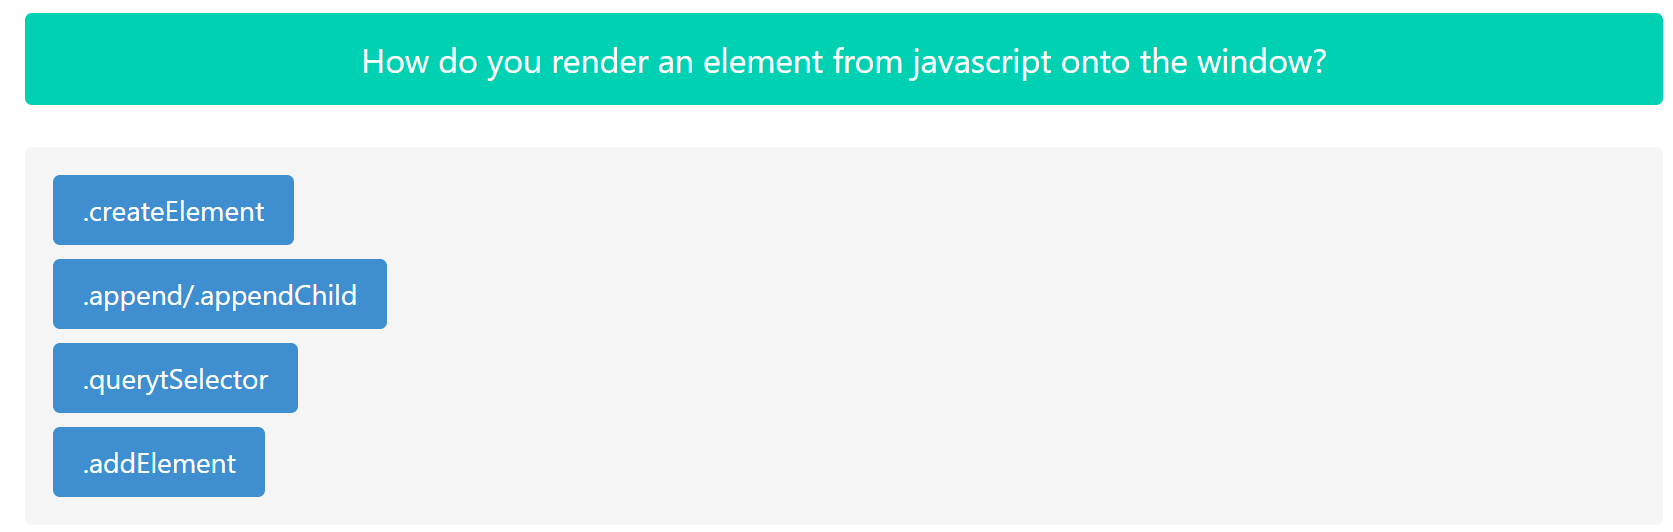 How do you render an element from javascript onto the window?
.createElement
.append/.appendChild
.querytSelector
.addElement